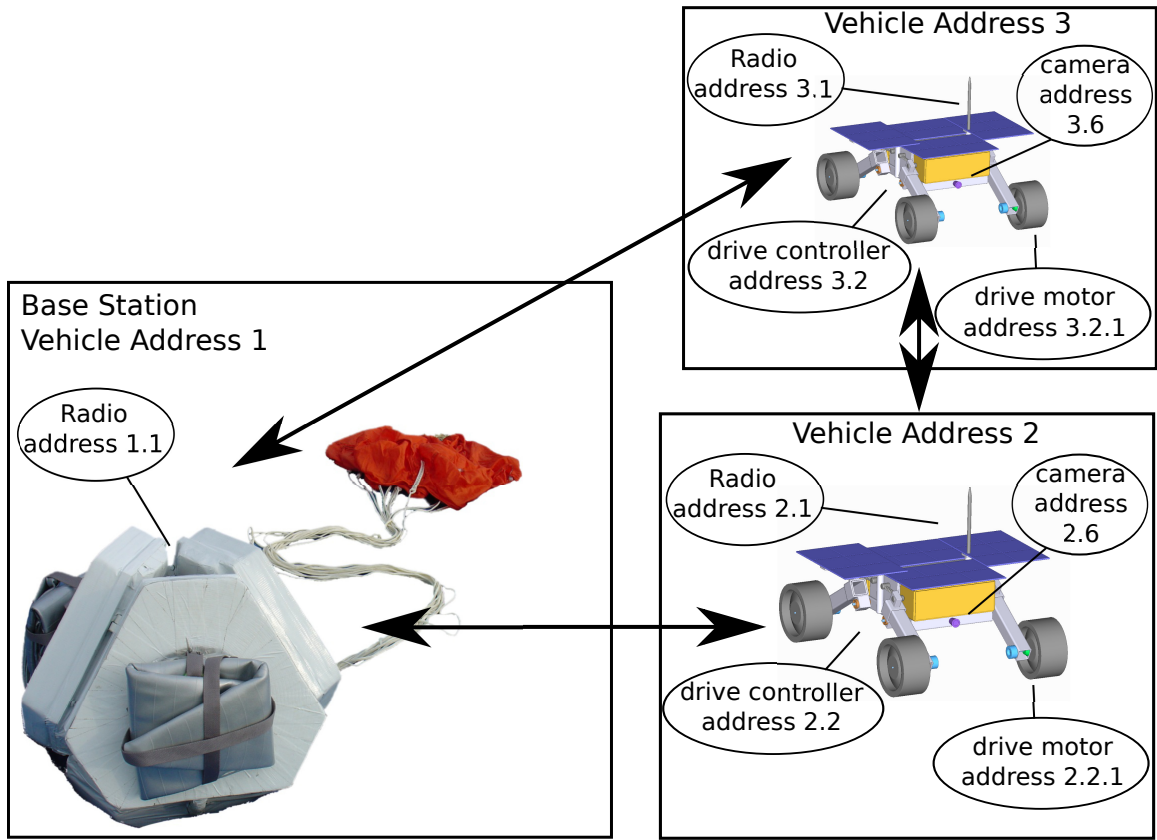 Vehicle Address 3
Radio
address 3.1
camera
address
3.6
drive controller
address 3.2
drive motor
address 3.2.1
Base Station
Vehicle Address 1
Radio
address 1.1
Vehicle Address 2
Radio
address 2.1
camera
address
2.6
drive controller
address 2.2
drive motor
address 2.2.1